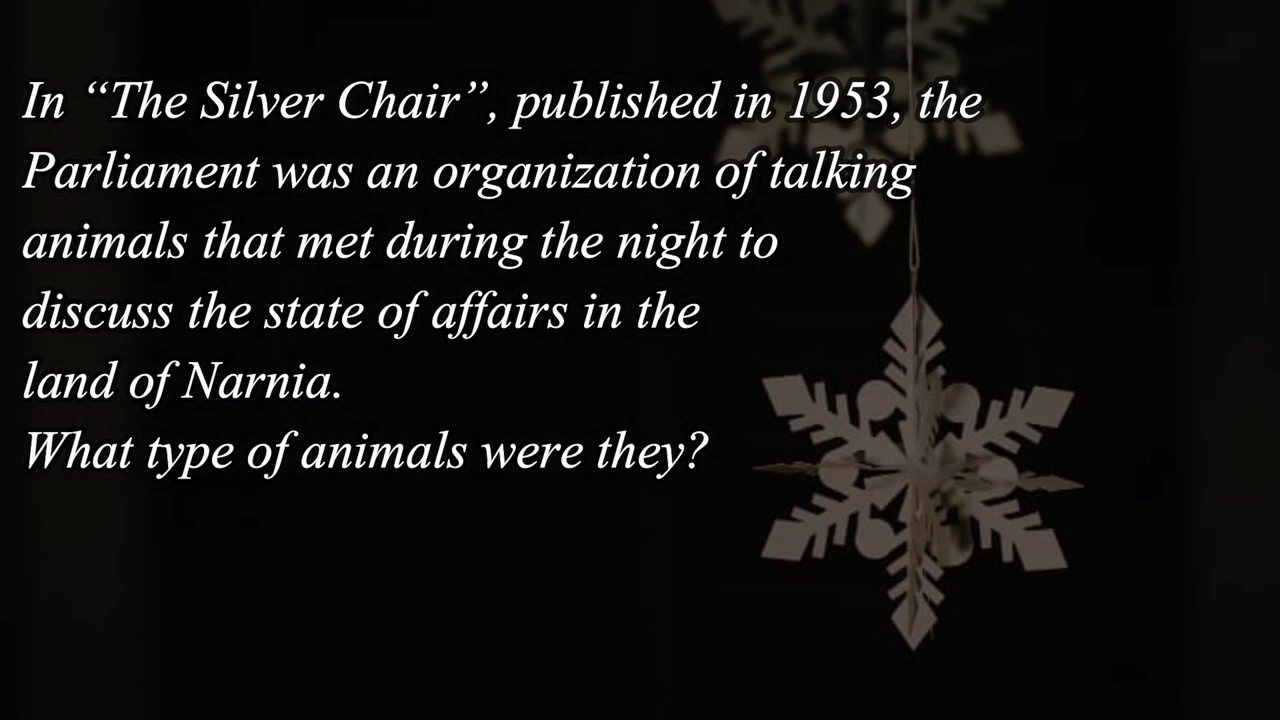 In “The Silver Chair”, published in 1953, the
Parliament was an organization of talking
animals that met during the night to
discuss the state of affairs in the
land of Narnia.
What type of animals were they?